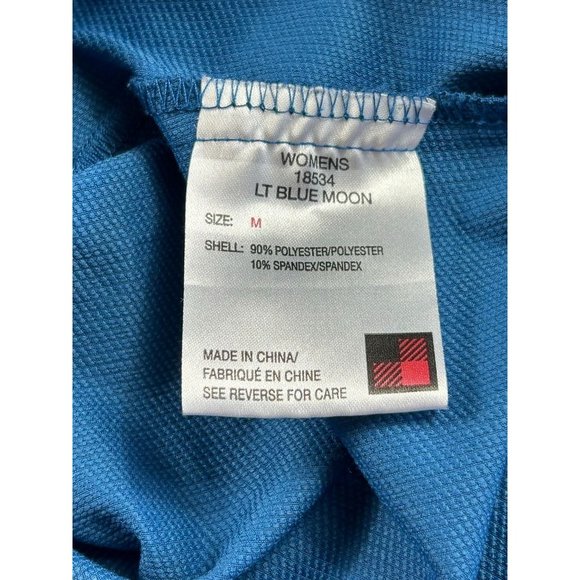 WOMENS
18534
LT BLUE MOON
SIZE: M
SHELL: 90% POLYESTER/POLYESTER
10% SPANDEX/SPANDEX
MADE IN CHINA/
FABRIQUÉ EN CHINE
SEE REVERSE FOR CARE